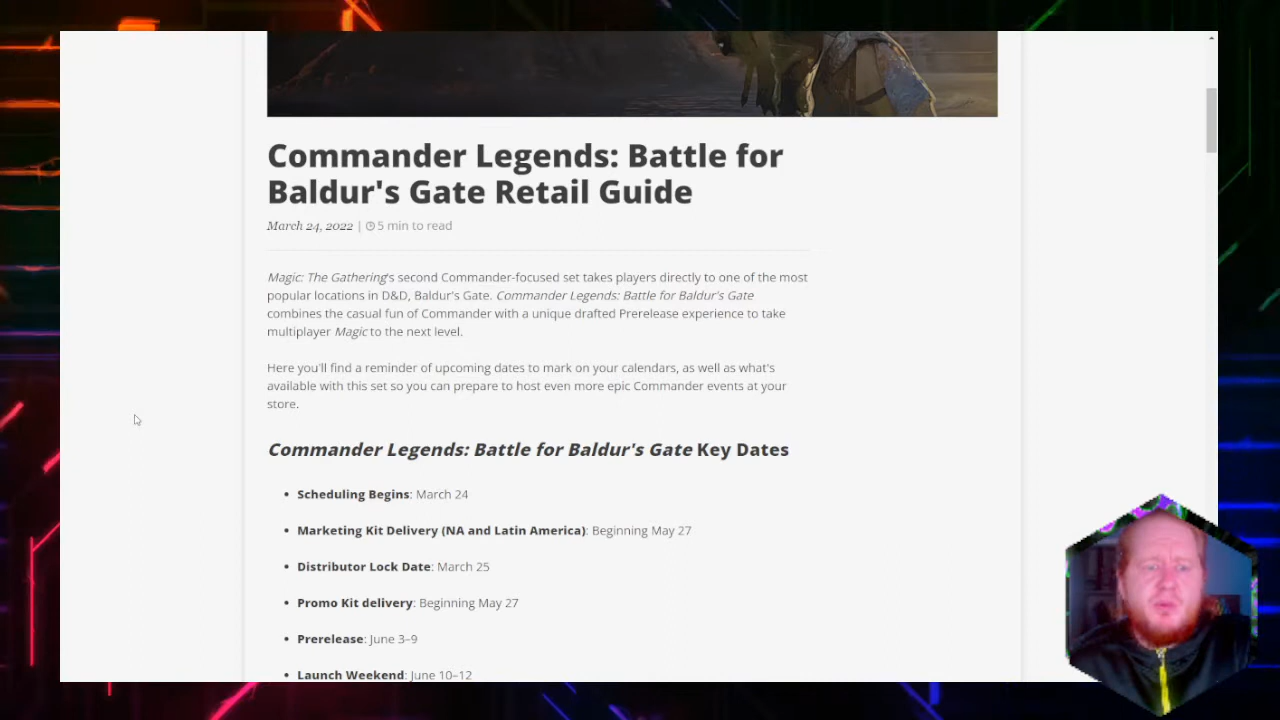 Commander Legends: Battle for
Baldur's Gate Retail Guide
March 24, 2022 | 5 min to read
Magic: The Gathering's second Commander-focused set takes players directly to one of the most
popular locations in D&D, Baldur's Gate. Commander Legends: Battle for Baldur's Gate
combines the casual fun of Commander with a unique drafted Prerelease experience to take
multiplayer Magic to the next level.
Here you'll find a reminder of upcoming dates to mark on your calendars, as well as what's
available with this set so you can prepare to host even more epic Commander events at your
store.
Commander Legends: Battle for Baldur's Gate Key Dates
• Scheduling Begins: March 24
• Marketing Kit Delivery (NA and Latin America): Beginning May 27
• Distributor Lock Date: March 25
• Promo Kit delivery: Beginning May 27
• Prerelease: June 3–9
• Launch Weekend: June 10–12